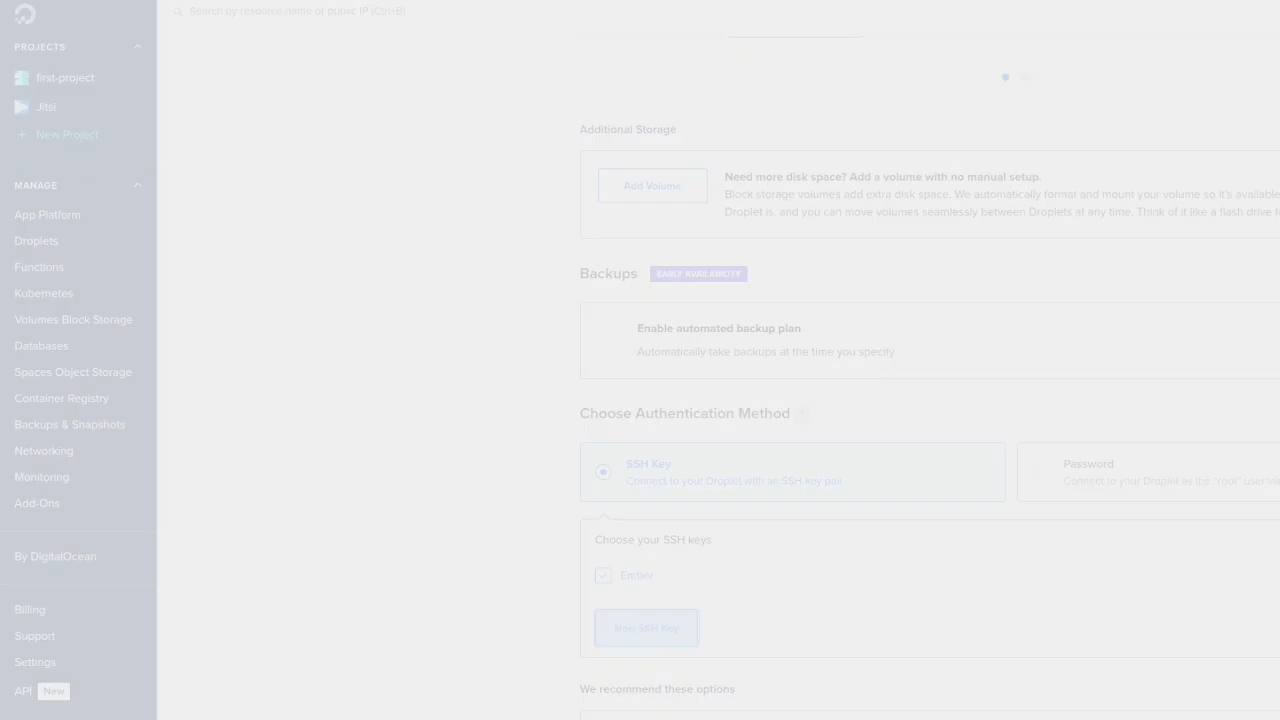 Search by resource name or public IP (Ctrl+B)
PROJECTS
first-project
Jitsi
+ New Project
MANAGE
App Platform
Droplets
Functions
Kubernetes
Volumes Block Storage
Databases
Spaces Object Storage
Container Registry
Backups & Snapshots
Networking
Monitoring
Add-Ons
By DigitalOcean
Billing
Support
Settings
API New
Additional Storage
Add Volume
Need more disk space? Add a volume with no manual setup.
Block storage volumes add extra disk space. We automatically format and mount your volume so it's available
Droplet is, and you can move volumes seamlessly between Droplets at any time. Think of it like a flash drive
Backups EARLY AVAILABILITY
Enable automated backup plan
Automatically take backups at the time you specify
Choose Authentication Method
SSH Key
Connect to your Droplet with an SSH key pair
Password
Connect to your Droplet as the "root" user via
Choose your SSH keys
Ember
New SSH Key
We recommend these options